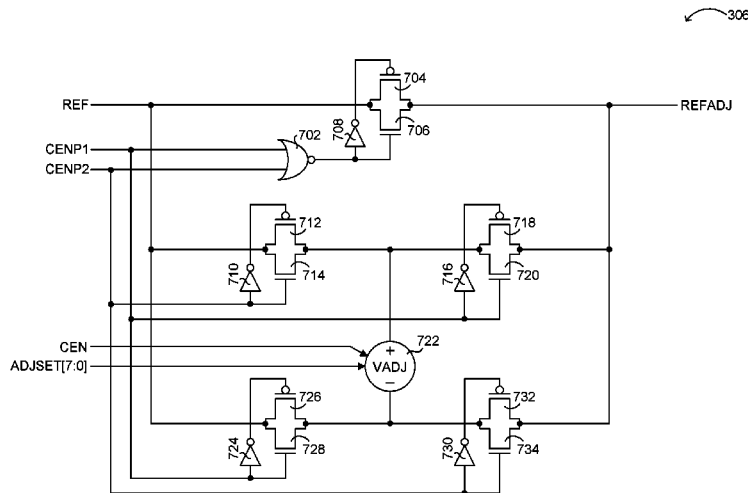 306
704
REF
REFADJ
706
708
702
CENP1
CENP2
712
718
714
720
710
716
CEN
722
+
VADJ
−
ADJSET[7:0]
726
732
728
734
724
730